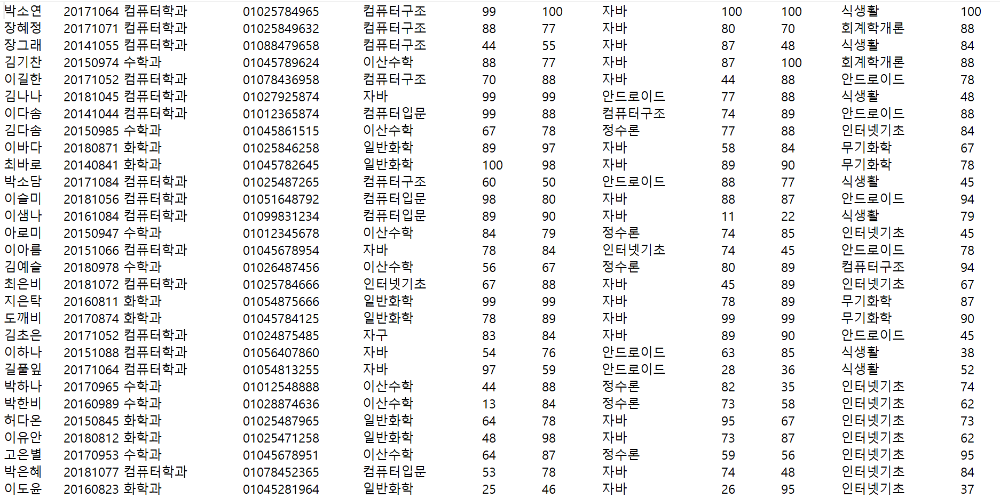 박소연 20171064 컴퓨터학과 01025784965 컴퓨터구조 99 100 자바 100 100 식생활 100
장혜정 20171071 컴퓨터학과 01025849632 컴퓨터구조 88 77 자바 80 70 회계학개론 88
장그래 20141055 컴퓨터학과 01088479658 컴퓨터구조 44 55 자바 87 48 식생활 84
김기찬 20150974 수학과 01045789624 이산수학 88 77 자바 87 100 회계학개론 88
이길한 20171052 컴퓨터학과 01078436958 컴퓨터구조 70 88 자바 44 88 안드로이드 78
김나나 20181045 컴퓨터학과 01027925874 자바 99 99 안드로이드 77 88 식생활 48
이다솜 20141044 컴퓨터학과 01012365874 컴퓨터입문 99 88 컴퓨터구조 74 89 안드로이드 88
김다솜 20150985 수학과 01045861515 이산수학 67 78 정수론 77 88 인터넷기초 84
이바다 20180871 화학과 01025846258 일반화학 89 97 자바 58 84 무기화학 67
최바로 20140841 화학과 01045782645 일반화학 100 98 자바 89 90 무기화학 78
박소담 20171084 컴퓨터학과 01025487265 컴퓨터구조 60 50 안드로이드 88 77 식생활 45
이슬미 20181056 컴퓨터학과 01051648792 컴퓨터입문 98 80 자바 88 87 안드로이드 94
이샘나 20161084 컴퓨터학과 01099831234 컴퓨터입문 89 90 자바 11 22 식생활 79
아로미 20150947 수학과 01012345678 이산수학 84 79 정수론 74 85 인터넷기초 45
이아름 20151066 컴퓨터학과 01045678954 자바 78 84 인터넷기초 74 45 안드로이드 78
김예슬 20180978 수학과 01026487456 이산수학 56 67 정수론 80 89 컴퓨터구조 94
최은비 20181072 컴퓨터학과 01025784666 인터넷기초 67 88 자바 45 89 인터넷기초 67
지은탁 20160811 화학과 01054875666 일반화학 99 99 자바 78 89 무기화학 87
도깨비 20170874 화학과 01045784125 일반화학 78 89 자바 99 99 무기화학 90
김초은 20171052 컴퓨터학과 01024875485 자구 83 84 자바 89 90 안드로이드 45
이하나 20151088 컴퓨터학과 01056407860 자바 54 76 안드로이드 63 85 식생활 38
길풀잎 20171064 컴퓨터학과 01054813255 자바 97 59 안드로이드 28 36 식생활 52
박하나 20170965 수학과 01012548888 이산수학 44 88 정수론 82 35 인터넷기초 74
박한비 20160989 수학과 01028874636 이산수학 13 84 정수론 73 58 인터넷기초 62
허다온 20150845 화학과 01025487965 일반화학 64 78 자바 95 67 인터넷기초 73
이유안 20180812 화학과 01025471258 일반화학 48 98 자바 73 87 인터넷기초 62
고은별 20170953 수학과 01045678951 이산수학 64 87 정수론 59 56 인터넷기초 95
박은혜 20181077 컴퓨터학과 01078452365 컴퓨터입문 53 78 자바 74 48 인터넷기초 84
이도윤 20160823 화학과 01045281964 일반화학 25 46 자바 26 95 인터넷기초 37